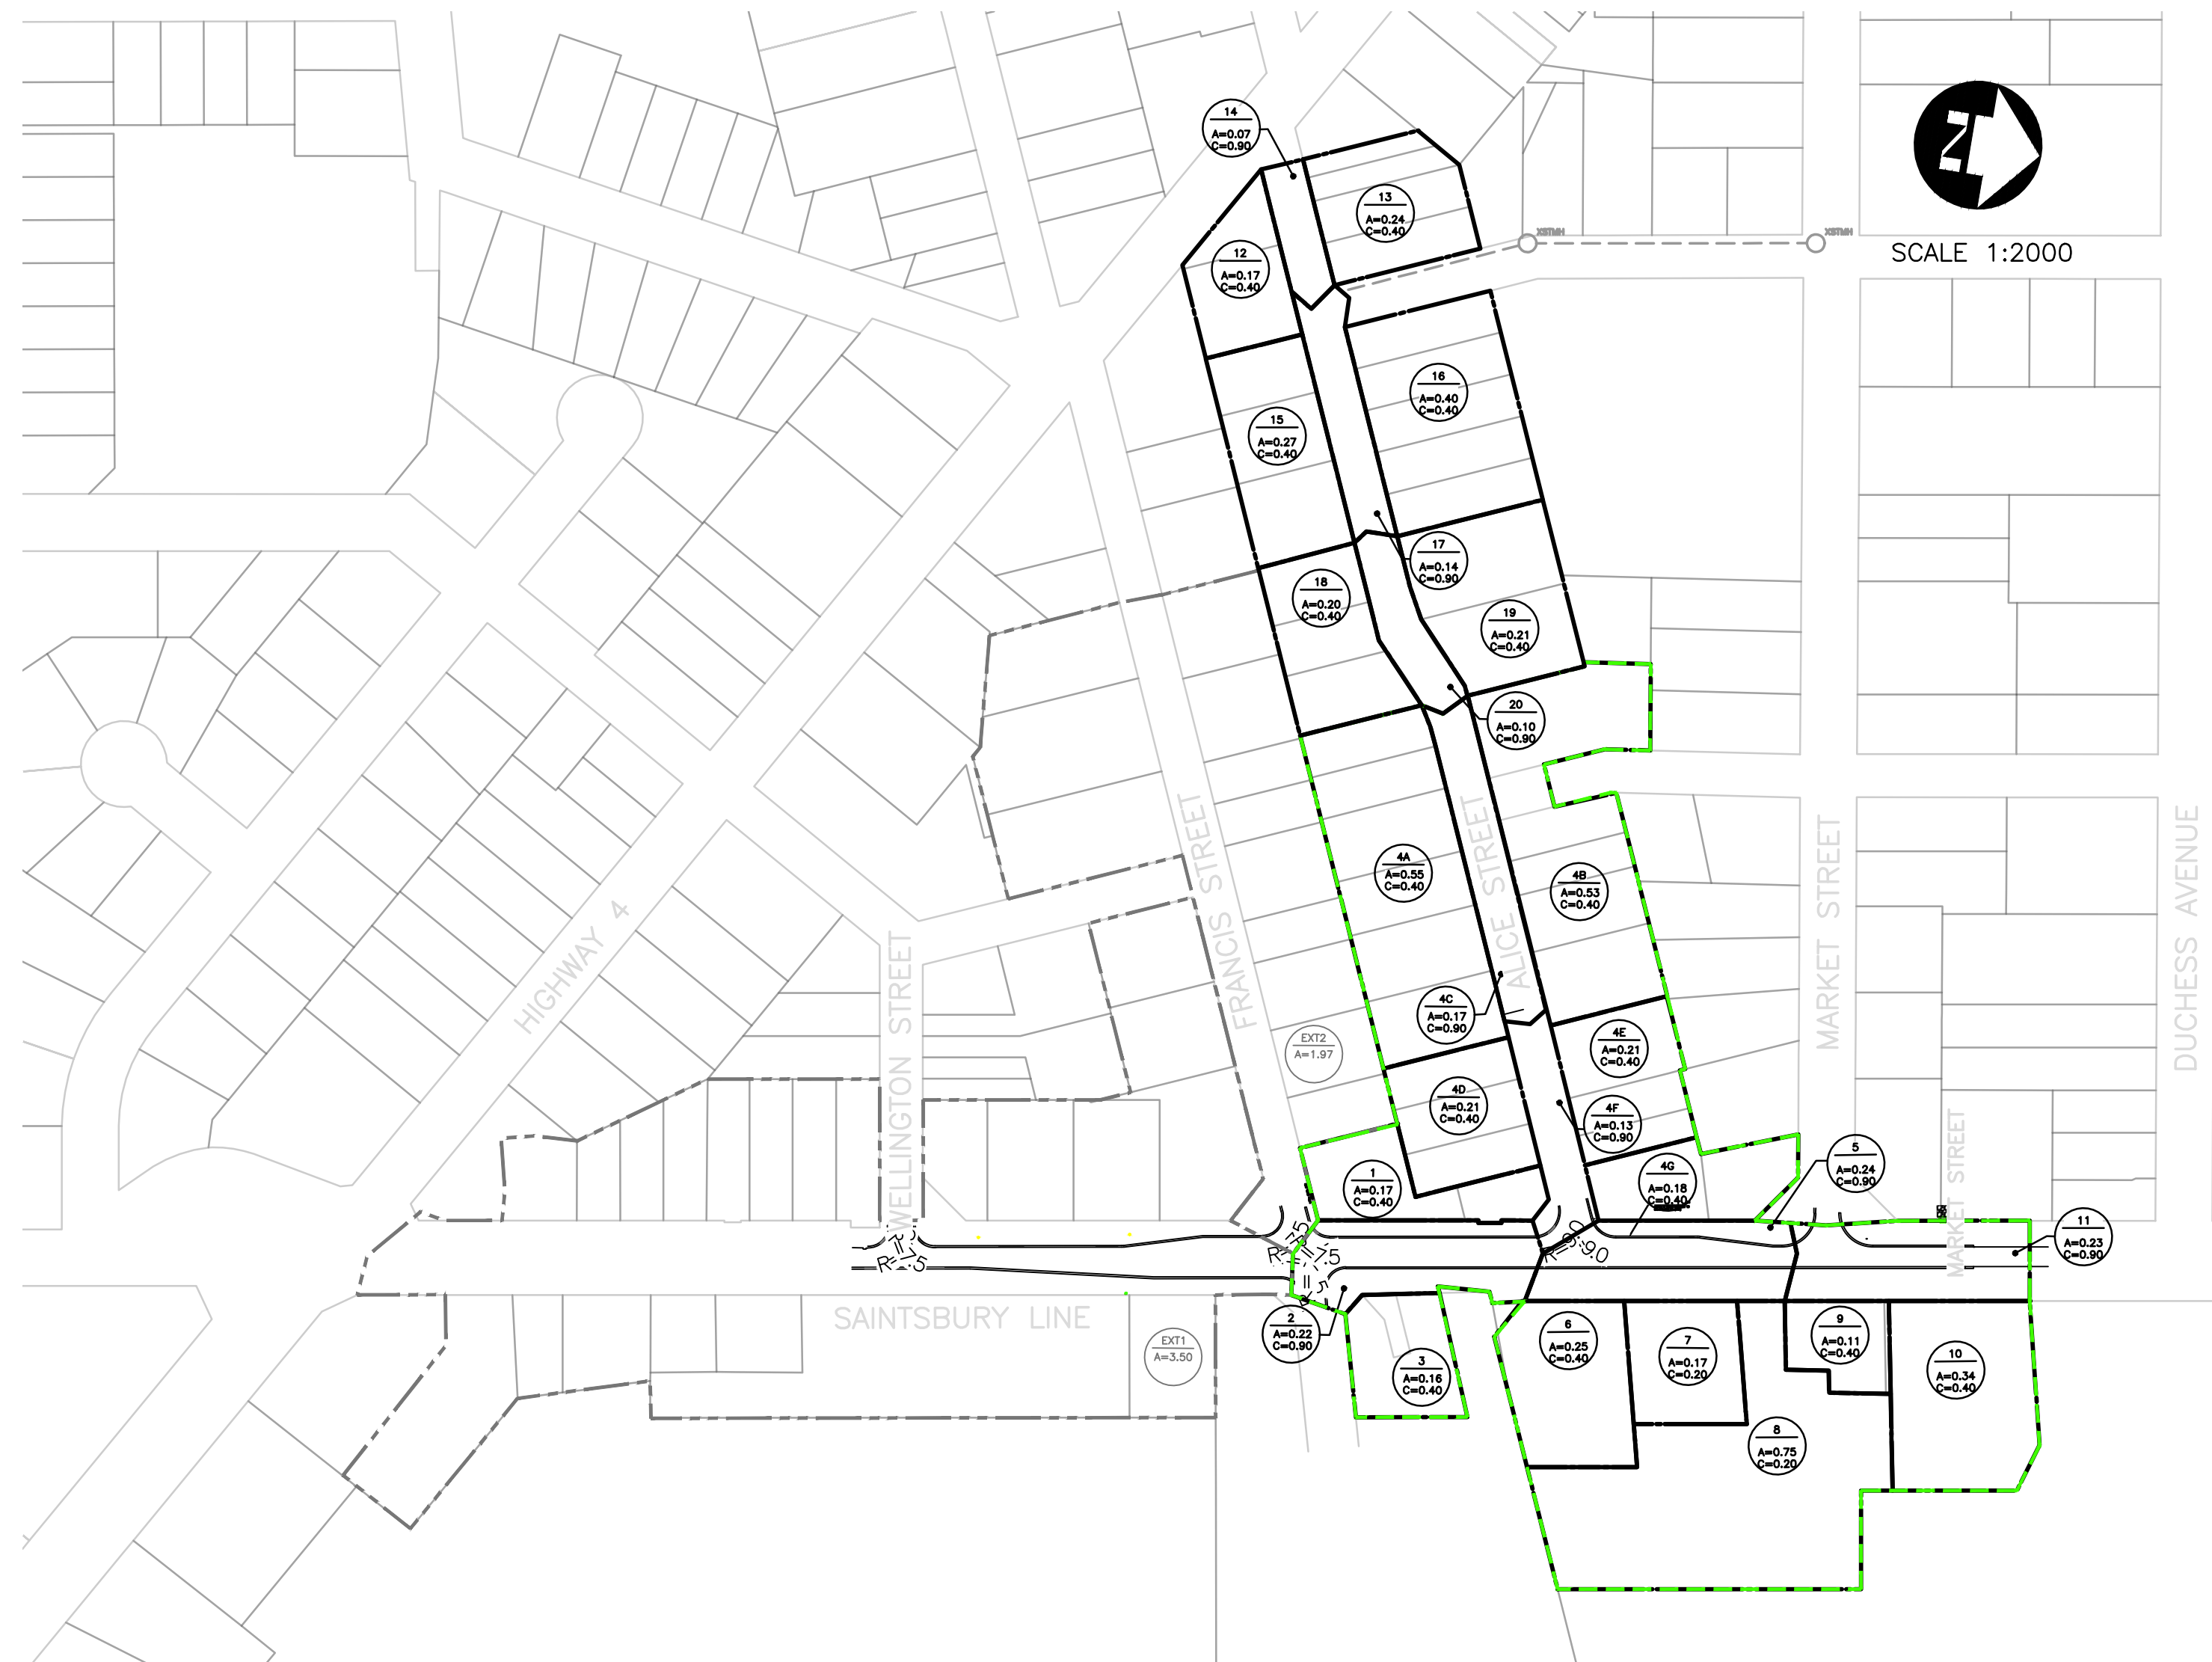 14
A=0.07
C=0.90
13
A=0.24
C=0.40
N
XSTMH
XSTMH
SCALE 1:2000
12
A=0.17
C=0.40
16
A=0.40
C=0.40
15
A=0.27
C=0.40
17
A=0.14
C=0.90
18
A=0.20
C=0.40
19
A=0.21
C=0.40
20
A=0.10
C=0.90
4A
A=0.55
C=0.40
4B
A=0.53
C=0.40
FRANCIS STREET
ALICE STREET
MARKET STREET
DUCHESS AVENUE
HIGHWAY 4
WELLINGTON STREET
4C
A=0.17
C=0.90
EXT2
A=1.97
4E
A=0.21
C=0.40
4D
A=0.21
C=0.40
4F
A=0.13
C=0.90
MARKET STREET
5
A=0.24
C=0.90
1
A=0.17
C=0.40
4G
A=0.18
C=0.40
11
A=0.23
C=0.90
R=7.5
R=9.0
SAINTSBURY LINE
2
A=0.22
C=0.90
EXT1
A=3.50
3
A=0.16
C=0.40
6
A=0.25
C=0.40
7
A=0.17
C=0.20
9
A=0.11
C=0.40
10
A=0.34
C=0.40
8
A=0.75
C=0.20